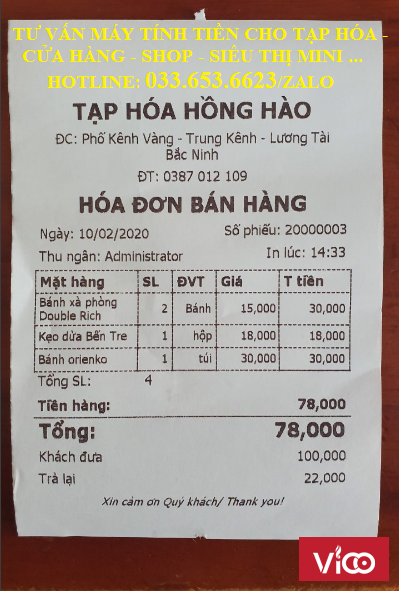 TƯ VẤN MÁY TÍNH TIỀN CHO TẠP HÓA -
CỬA HÀNG - SHOP - SIÊU THỊ MINI ...
HOTLINE: 033.653.6623/ZALO
TẠP HÓA HỒNG HÀO
ĐC: Phố Kênh Vàng - Trung Kênh - Lương Tài
Bắc Ninh
ĐT: 0387 012 109
HÓA ĐƠN BÁN HÀNG
Ngày: 10/02/2020 Số phiếu: 20000003
Thu ngân: Administrator In lúc: 14:33
Mặt hàng SL ĐVT Giá T tiền
Bánh xà phòng
Double Rich 2 Bánh 15,000 30,000
Kẹo dừa Bến Tre 1 hộp 18,000 18,000
Bánh orienko 1 túi 30,000 30,000
Tổng SL: 4
Tiền hàng: 78,000
Tổng: 78,000
Khách đưa 100,000
Trả lại 22,000
Xin cảm ơn Quý khách/ Thank you!
Vico